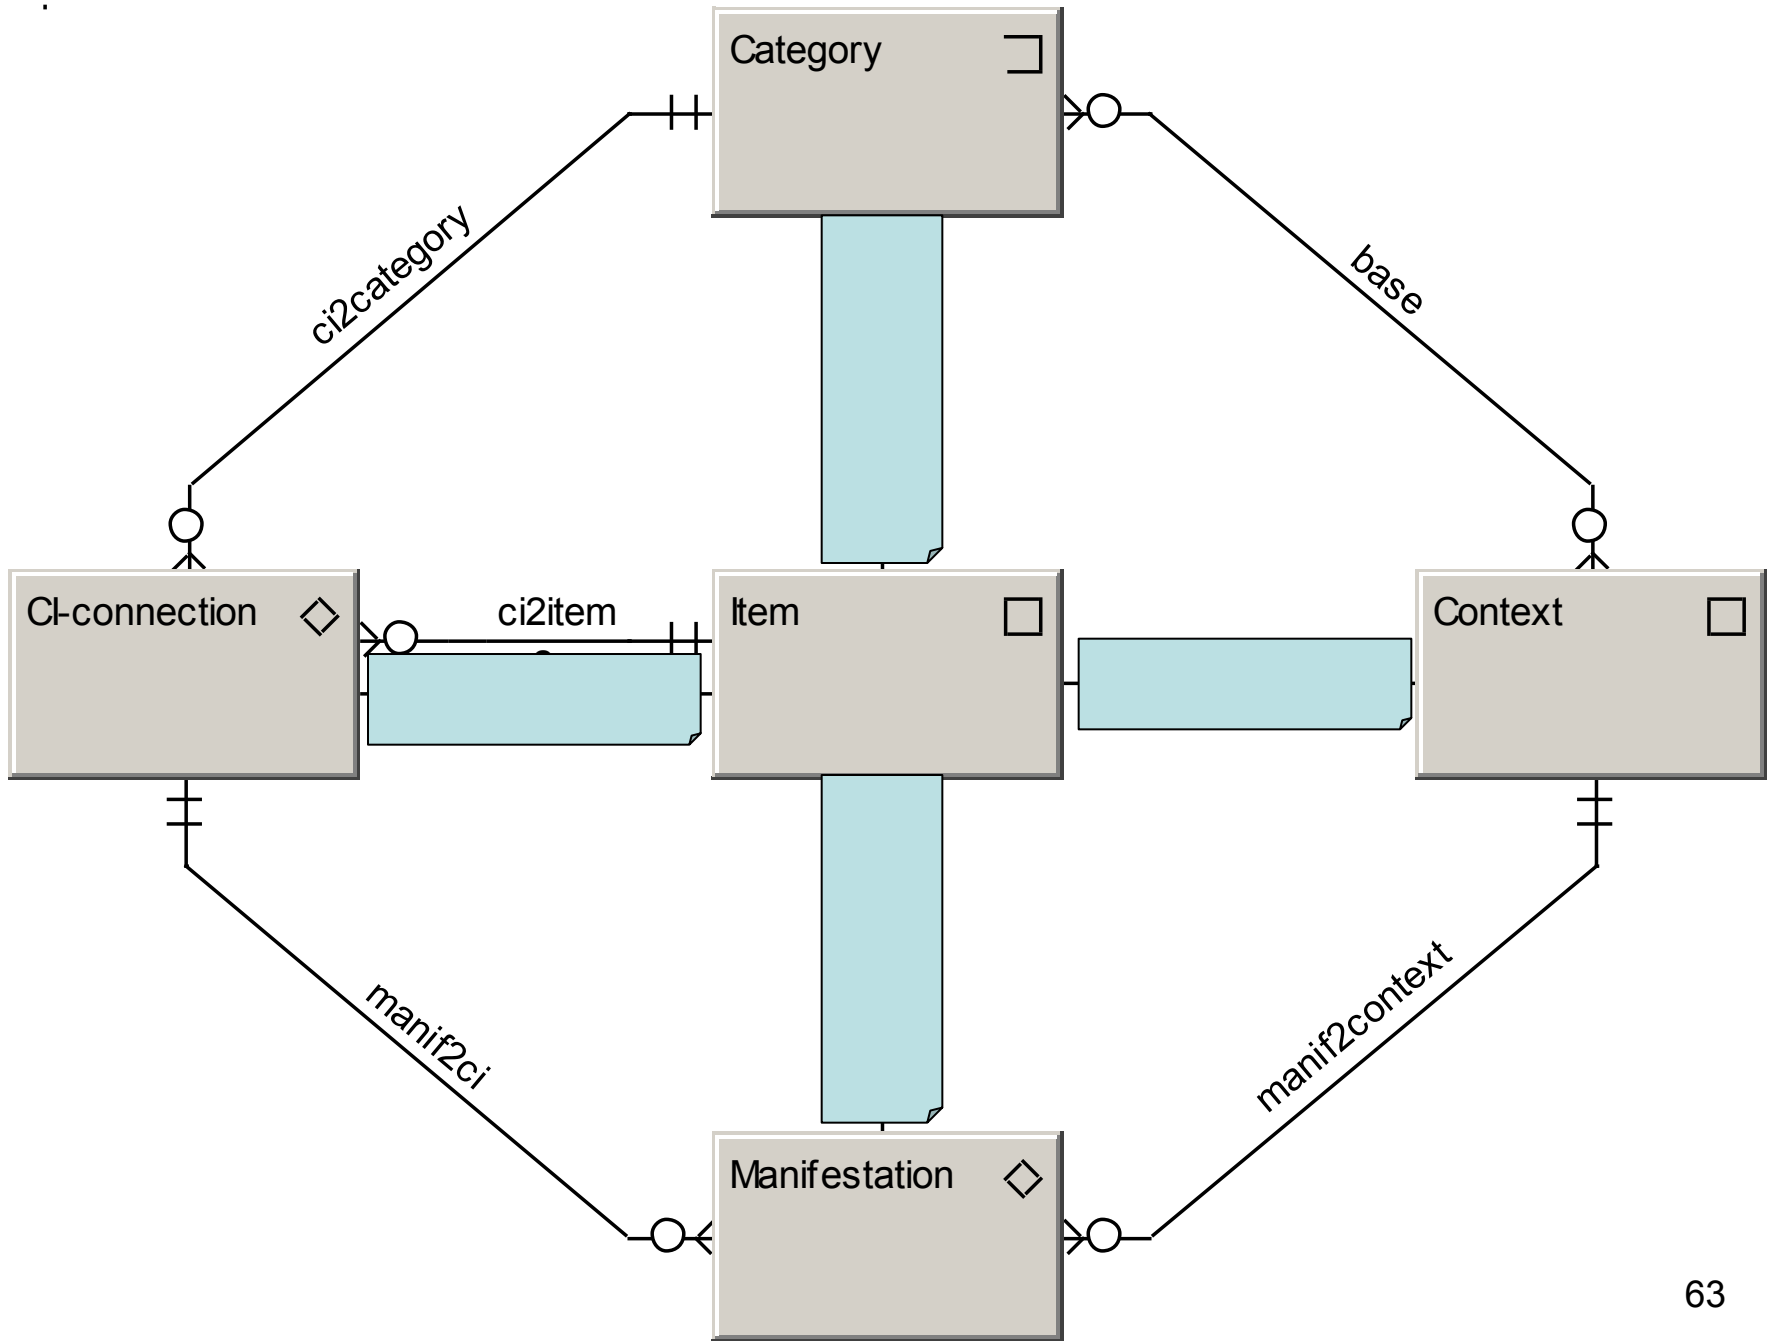 Category
ci2category
base
CI-connection
ci2item
Item
Context
manif2ci
manif2context
Manifestation
63